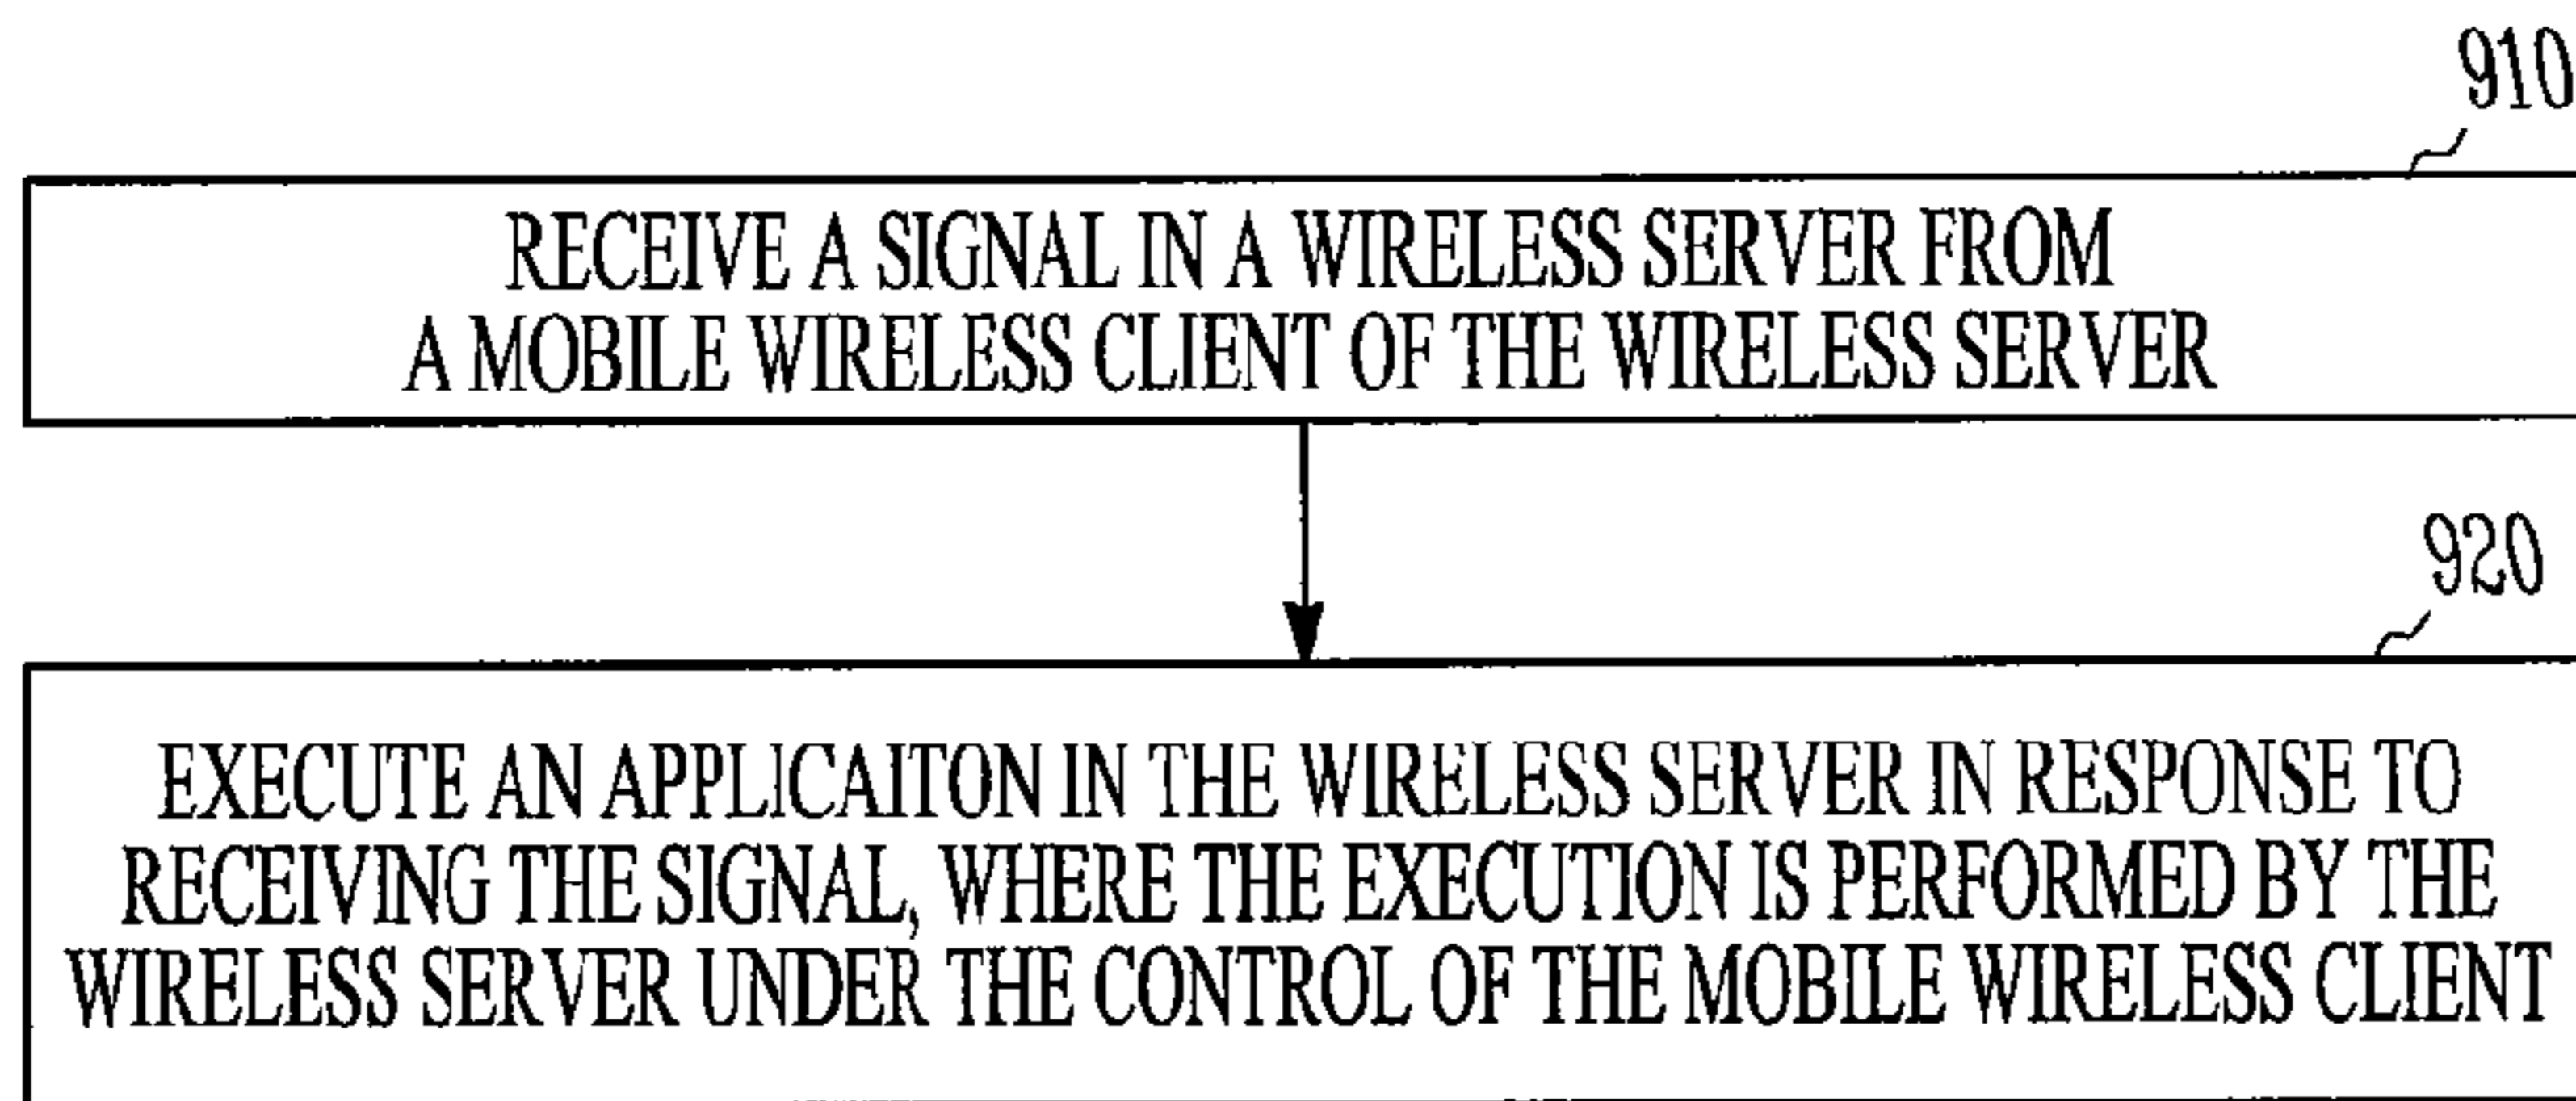 910
RECEIVE A SIGNAL IN A WIRELESS SERVER FROM
A MOBILE WIRELESS CLIENT OF THE WIRELESS SERVER
920
EXECUTE AN APPLICAITON IN THE WIRELESS SERVER IN RESPONSE TO
RECEIVING THE SIGNAL, WHERE THE EXECUTION IS PERFORMED BY THE
WIRELESS SERVER UNDER THE CONTROL OF THE MOBILE WIRELESS CLIENT